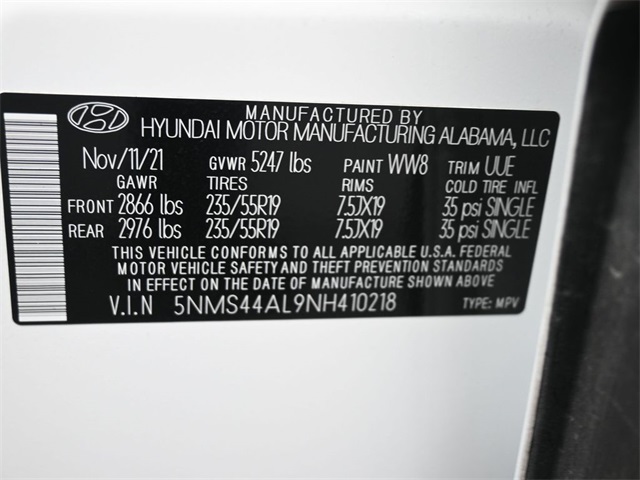 MANUFACTURED BY
HYUNDAI MOTOR MANUFACTURING ALABAMA, LLC
Nov/11/21 GVWR 5247 lbs PAINT WW8 TRIM UUE
GAWR TIRES RIMS COLD TIRE INFL
FRONT 2866 lbs 235/55R19 7.5JX19 35 psi SINGLE
REAR 2976 lbs 235/55R19 7.5JX19 35 psi SINGLE
THIS VEHICLE CONFORMS TO ALL APPLICABLE U.S.A. FEDERAL
MOTOR VEHICLE SAFETY AND THEFT PREVENTION STANDARDS
IN EFFECT ON THE DATE OF MANUFACTURE SHOWN ABOVE
V.I.N 5NMS44AL9NH410218 TYPE: MPV